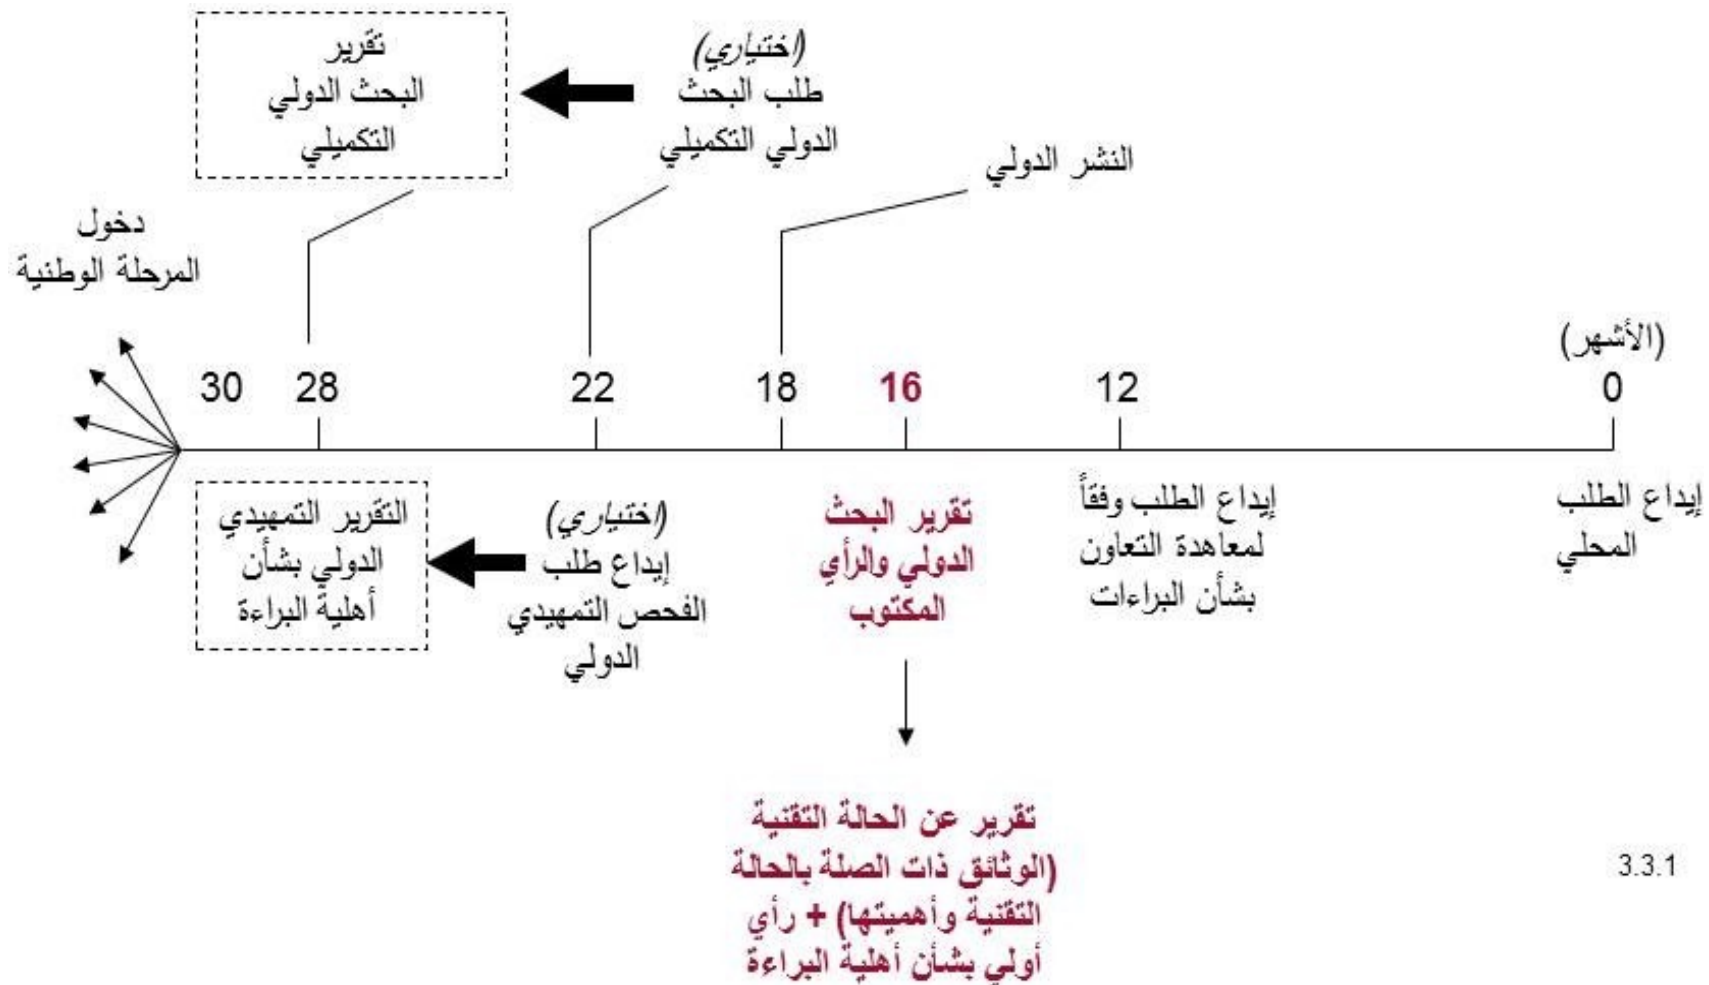 (اختياري)
طلب البحث
الدولي التكميلي
تقرير
البحث الدولي
التكميلي
النشر الدولي
دخول
المرحلة الوطنية
(الأشهر)
0
12
16
18
22
28
30
إيداع الطلب
المحلي
إيداع الطلب وفقاً
لمعاهدة التعاون
بشأن البراءات
تقرير البحث
الدولي والرأي
المكتوب
(اختياري)
إيداع طلب
الفحص التمهيدي
الدولي
التقرير التمهيدي
الدولي بشأن
أهلية البراءة
تقرير عن الحالة التقنية
(الوثائق ذات الصلة بالحالة
التقنية وأهميتها) + رأي
أولي بشأن أهلية البراءة
3.3.1